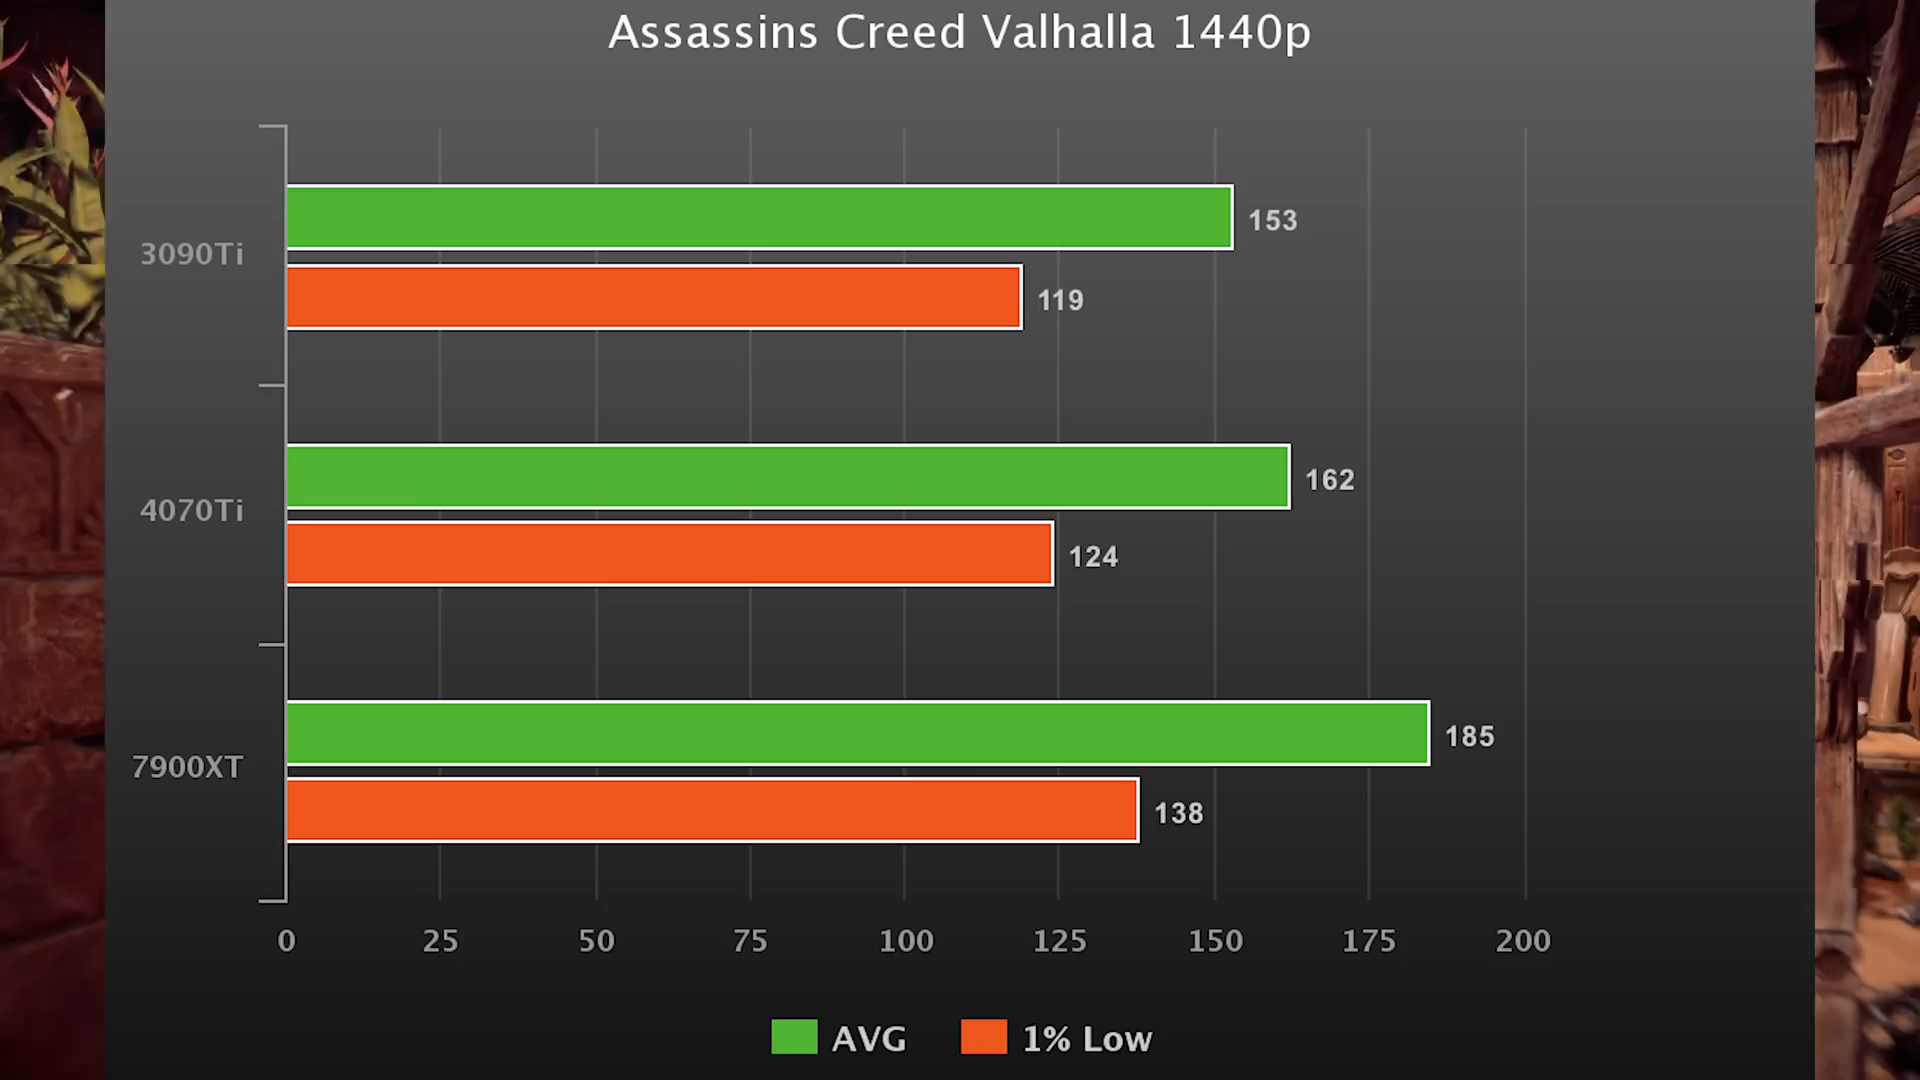 Assassins Creed Valhalla 1440p
3090Ti
153
119
4070Ti
162
124
7900XT
185
138
0 25 50 75 100 125 150 175 200
AVG 1% Low